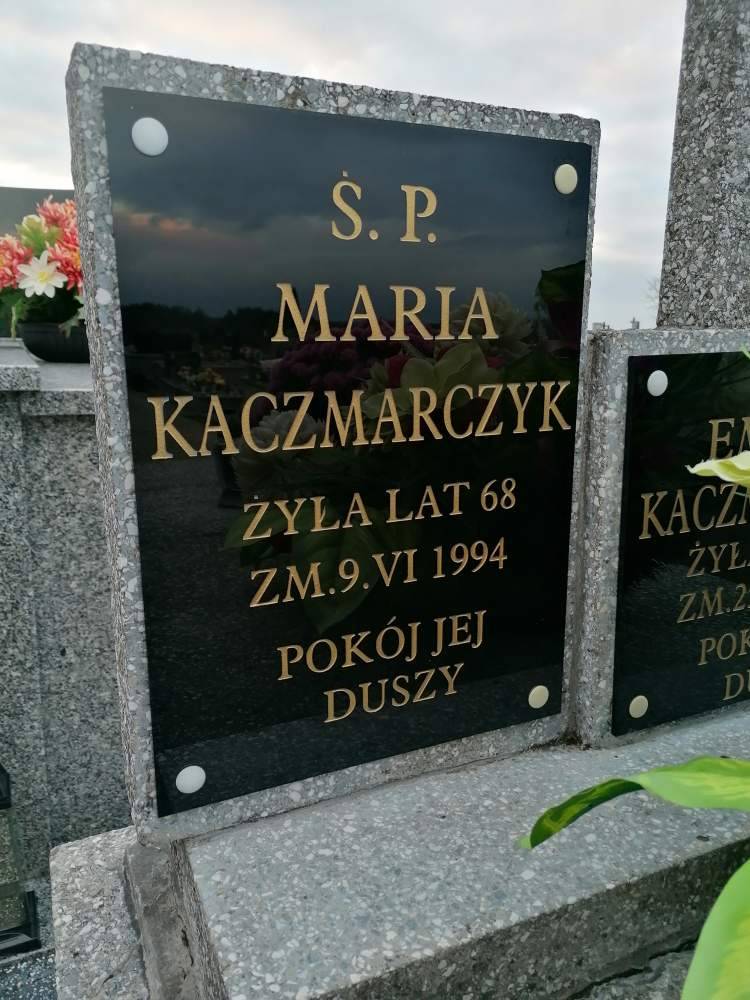 Ś. P.
MARIA
KACZMARCZYK
ŻYŁA LAT 68
ZM.9.VI 1994
POKÓJ JEJ
DUSZY